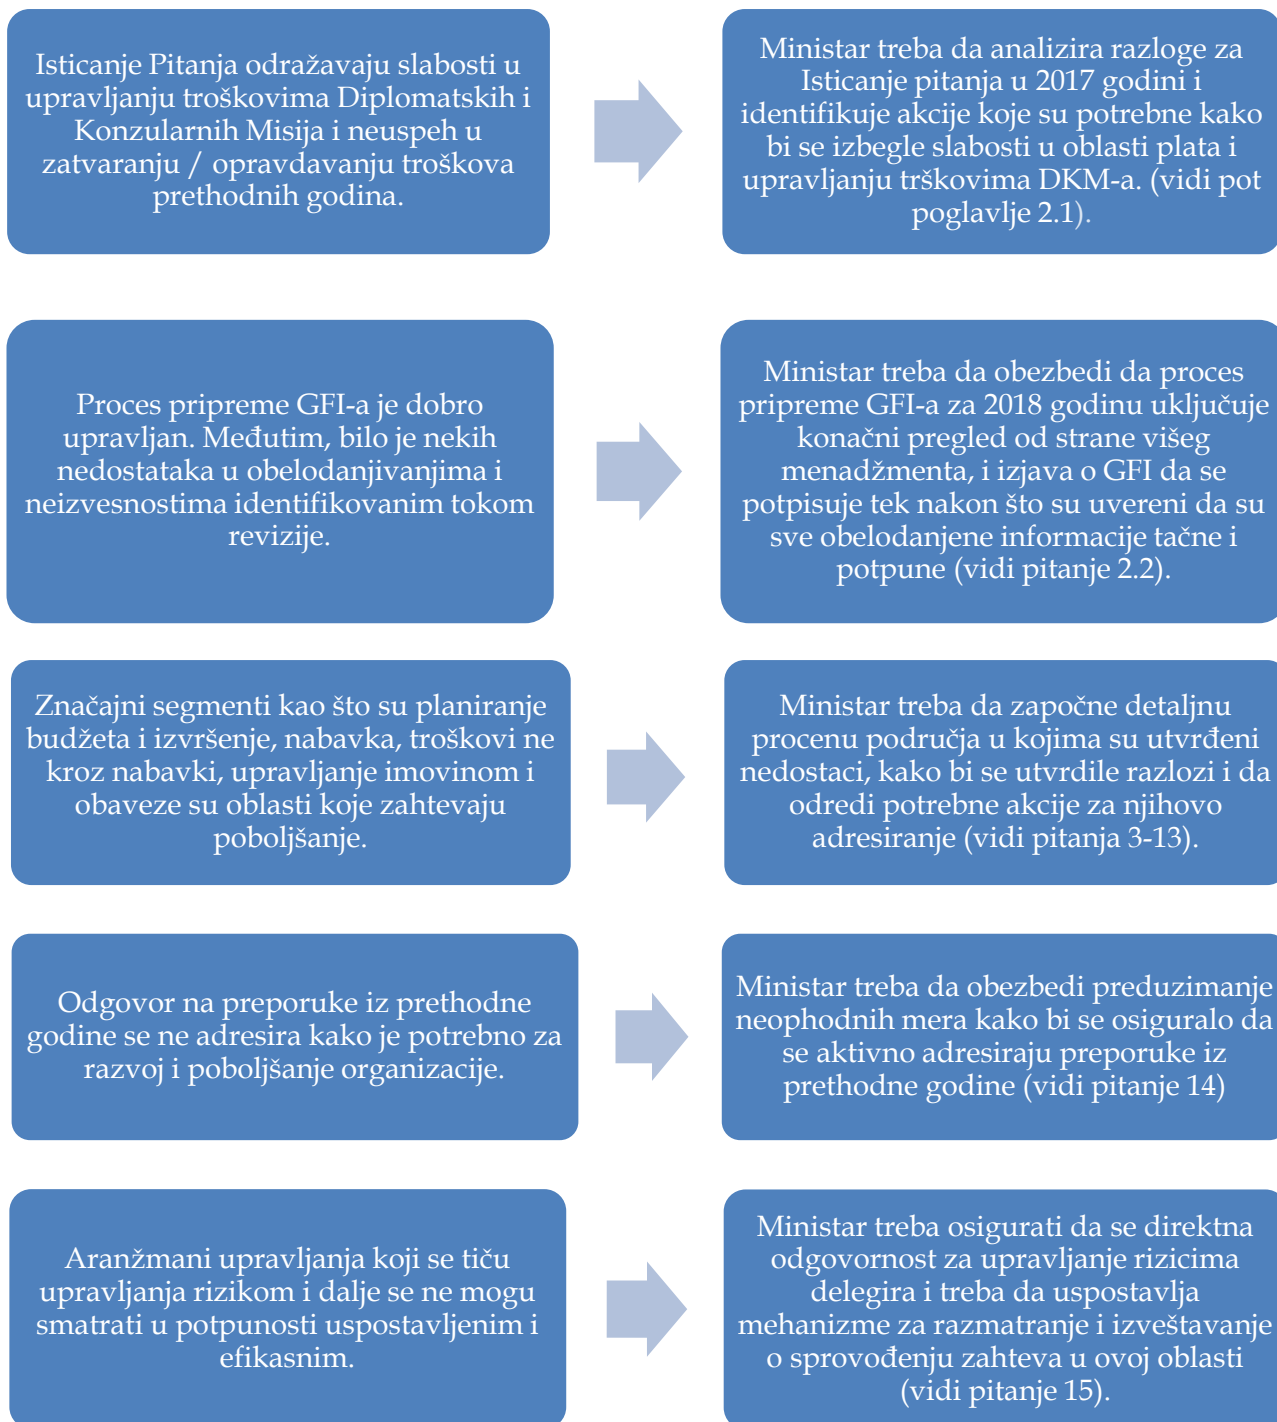 Isticanje Pitanja odražavaju slabosti u
upravljanju troškovima Diplomatskih i
Konzularnih Misija i neuspeh u
zatvaranju / opravdavanju troškova
prethodnih godina.
Ministar treba da analizira razloge za
Isticanje pitanja u 2017 godini i
identifikuje akcije koje su potrebne kako
bi se izbegle slabosti u oblasti plata i
upravljanju trškovima DKM-a. (vidi pot
poglavlje 2.1).
Proces pripreme GFI-a je dobro
upravljan. Međutim, bilo je nekih
nedostataka u obelodanjivanjima i
neizvesnostima identifikovanim tokom
revizije.
Ministar treba da obezbedi da proces
pripreme GFI-a za 2018 godinu uključuje
konačni pregled od strane višeg
menadžmenta, i izjava o GFI da se
potpisuje tek nakon što su uvereni da su
sve obelodanjene informacije tačne i
potpune (vidi pitanje 2.2).
Značajni segmenti kao što su planiranje
budžeta i izvršenje, nabavka, troškovi ne
kroz nabavki, upravljanje imovinom i
obaveze su oblasti koje zahtevaju
poboljšanje.
Ministar treba da započne detaljnu
procenu područja u kojima su utvrđeni
nedostaci, kako bi se utvrdile razlozi i da
odredi potrebne akcije za njihovo
adresiranje (vidi pitanja 3-13).
Odgovor na preporuke iz prethodne
godine se ne adresira kako je potrebno za
razvoj i poboljšanje organizacije.
Ministar treba da obezbedi preduzimanje
neophodnih mera kako bi se osiguralo da
se aktivno adresiraju preporuke iz
prethodne godine (vidi pitanje 14)
Aranžmani upravljanja koji se tiču
upravljanja rizikom i dalje se ne mogu
smatrati u potpunosti uspostavljenim i
efikasnim.
Ministar treba osigurati da se direktna
odgovornost za upravljanje rizicima
delegira i treba da uspostavlja
mehanizme za razmatranje i izveštavanje
o sprovođenju zahteva u ovoj oblasti
(vidi pitanje 15).